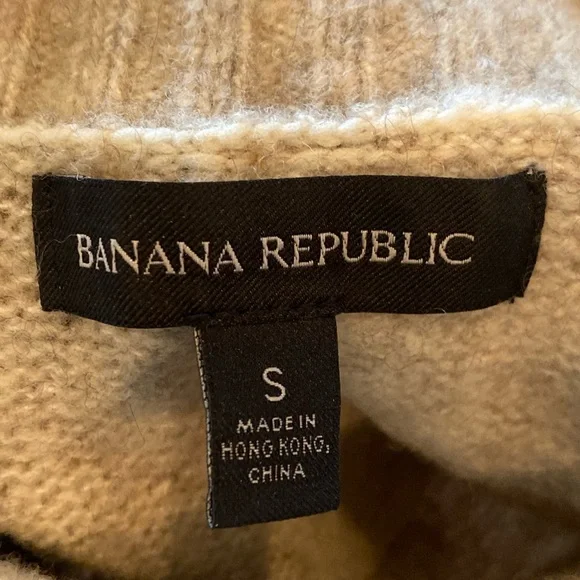 BANANA REPUBLIC
S
MADE IN
HONG KONG,
CHINA